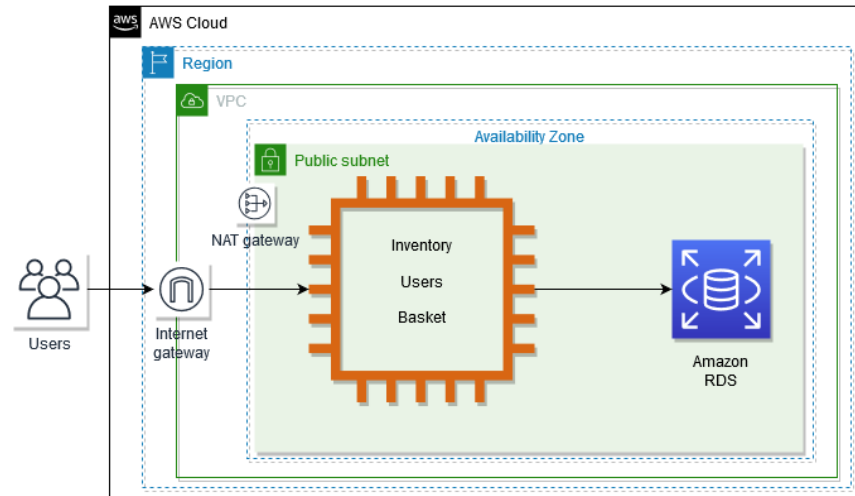 aws
AWS Cloud
Region
VPC
Availability Zone
Public subnet
NAT gateway
Inventory
Users
Basket
Users
Internet
gateway
Amazon
RDS